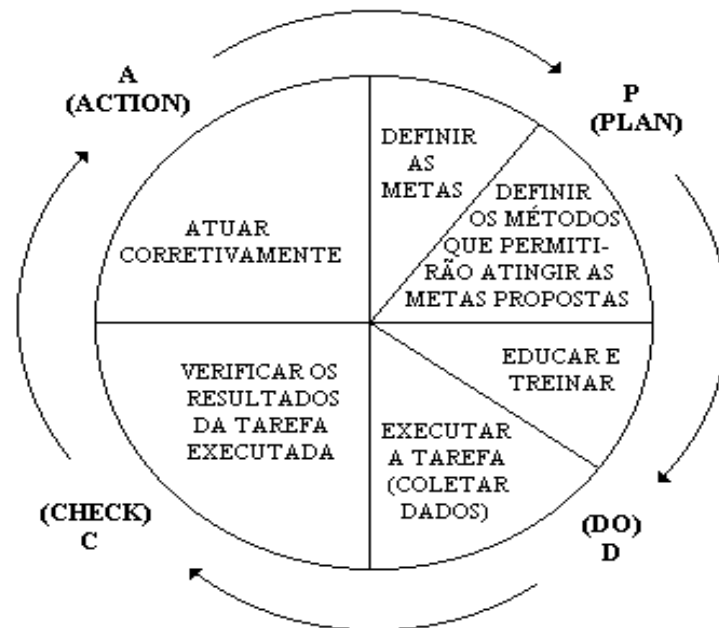 A
(ACTION)
P
(PLAN)
DEFINIR
AS
METAS
DEFINIR
OS MÉTODOS
QUE PERMITI-
RÃO ATINGIR AS
METAS PROPOSTAS
ATUAR
CORRETIVAMENTE
EDUCAR E
TREINAR
VERIFICAR OS
RESULTADOS
DA TAREFA
EXECUTADA
EXECUTAR
A TAREFA
(COLETAR
DADOS)
(CHECK)
C
(DO)
D